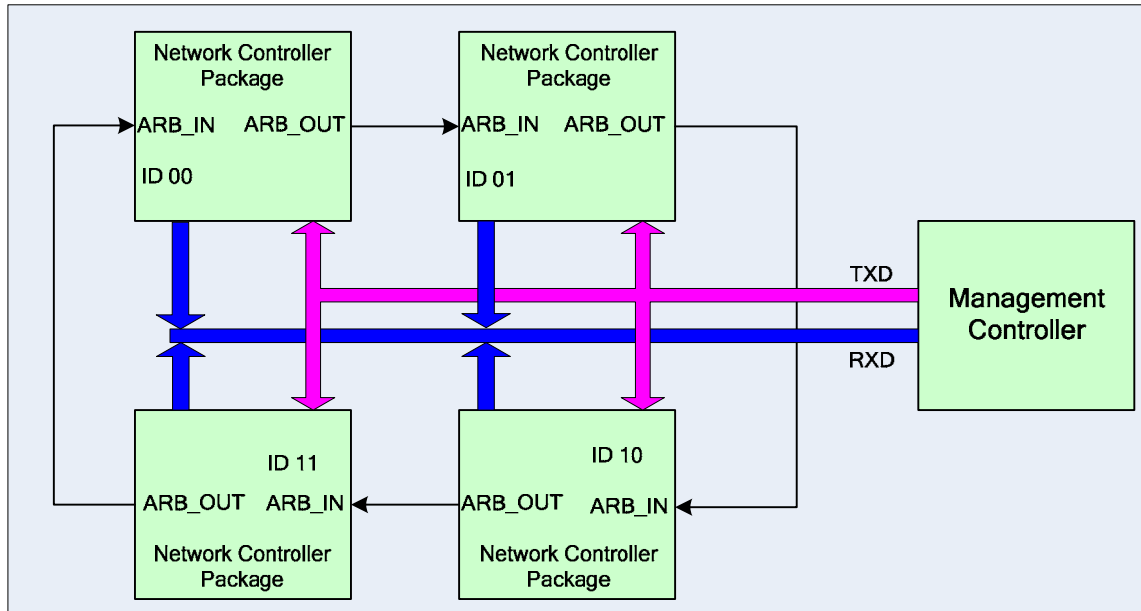 Network Controller
Package
ARB_IN ARB_OUT
ID 00
Network Controller
Package
ARB_IN ARB_OUT
ID 01
TXD
RXD
Management
Controller
ID 11
ARB_OUT ARB_IN
Network Controller
Package
ID 10
ARB_OUT ARB_IN
Network Controller
Package